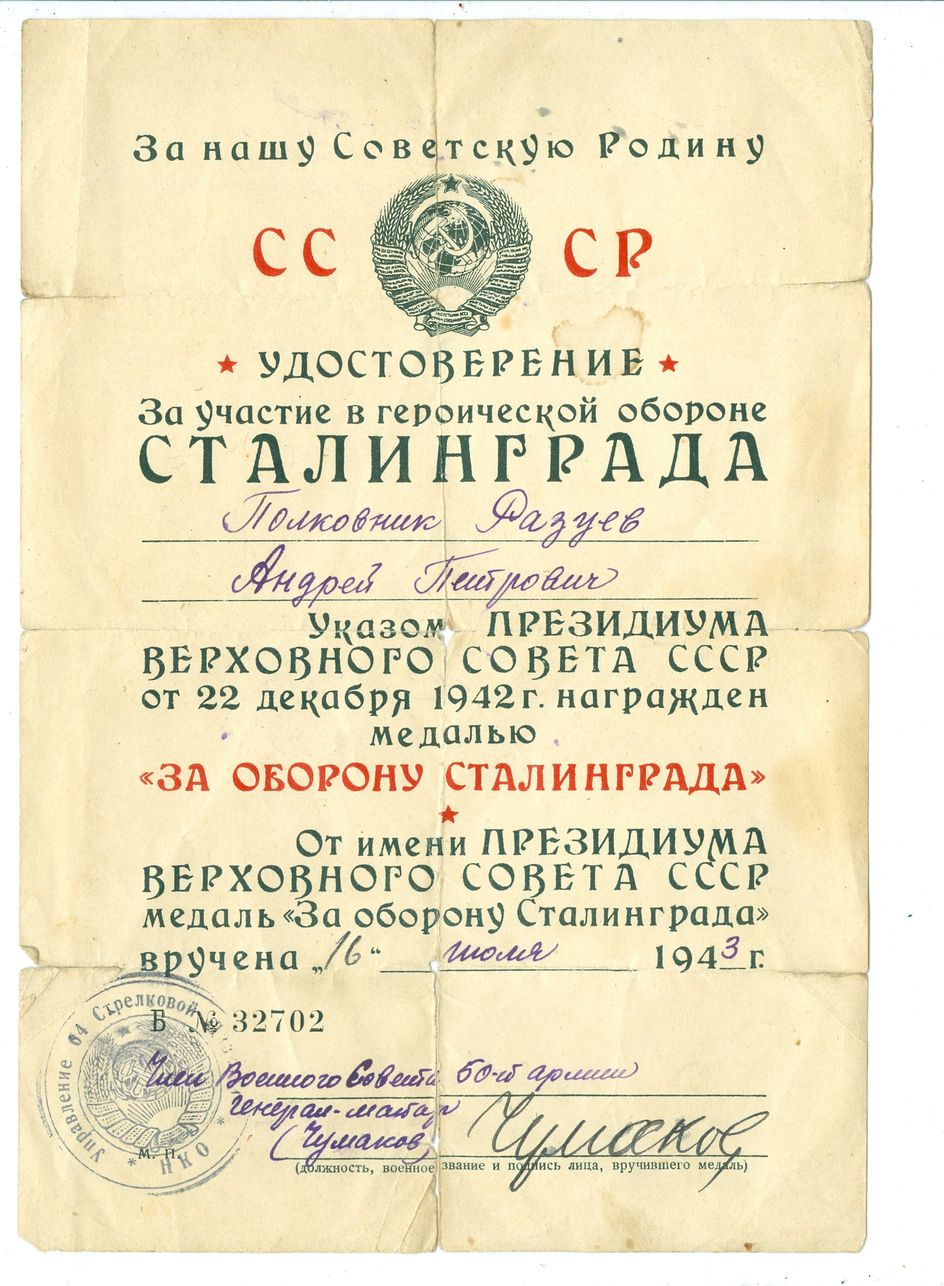 За нашу Советскую Родину
СС СР
УДОСТОВЕРЕНИЕ
За участие в героической обороне
СТАЛИНГРАДА
Полковник Разуев
Андрей Петрович
Указом ПРЕЗИДИУМА
ВЕРХОВНОГО СОВЕТА СССР
от 22 декабря 1942 г. награжден
медалью
«ЗА ОБОРОНУ СТАЛИНГРАДА»
От имени ПРЕЗИДИУМА
ВЕРХОВНОГО СОВЕТА СССР
медаль «За оборону Сталинграда»
вручена „16“ июля 1943 г.
Управление 64 Стрелковой
НКО
Б № 32702
Член Военного Совета 50-й армии
Генерал-майор
(Чумаков)
Чумаков
М. П.
(должность, военное звание и подпись лица, вручившего медаль)